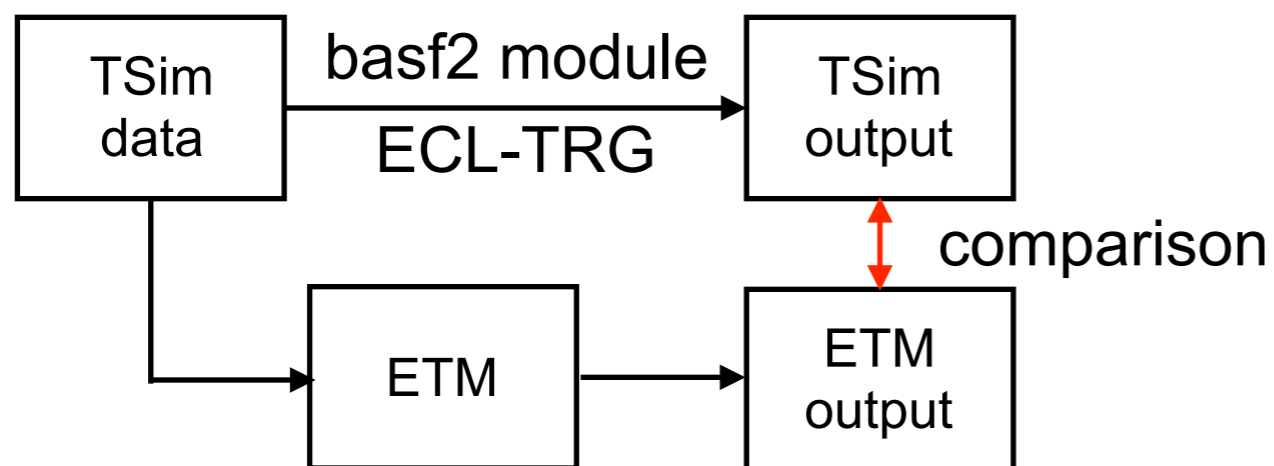 TSim
data
basf2 module
ECL-TRG
TSim
output
comparison
ETM
ETM
output